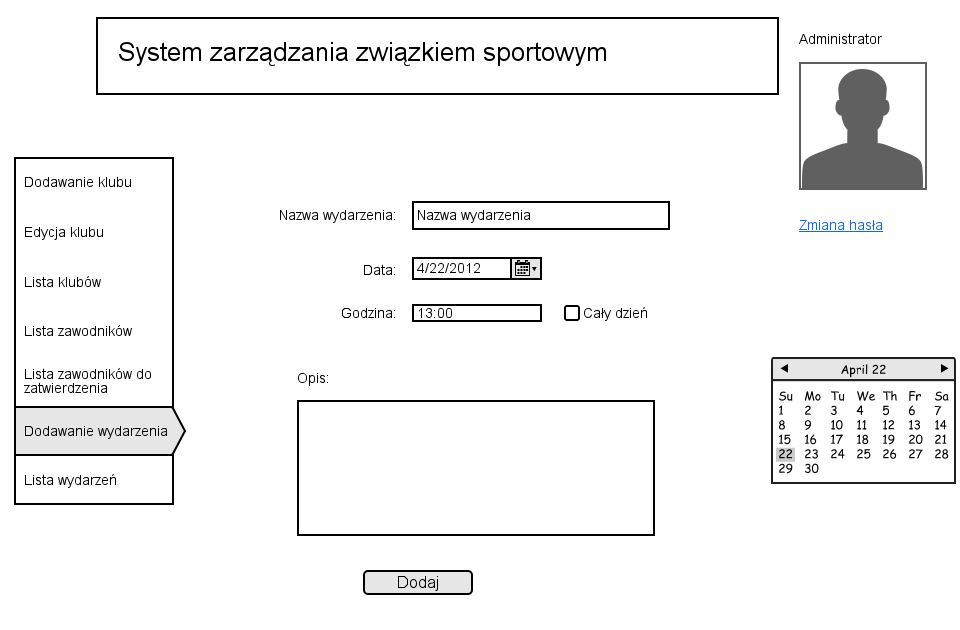 System zarządzania związkiem sportowym
Administrator
Zmiana hasła
Dodawanie klubu
Edycja klubu
Lista klubów
Lista zawodników
Lista zawodników do
zatwierdzenia
Dodawanie wydarzenia
Lista wydarzeń
Nazwa wydarzenia: Nazwa wydarzenia
Data: 4/22/2012
Godzina: 13:00 Cały dzień
Opis:
Dodaj
April 22
Su Mo Tu We Th Fr Sa
1 2 3 4 5 6 7
8 9 10 11 12 13 14
15 16 17 18 19 20 21
22 23 24 25 26 27 28
29 30